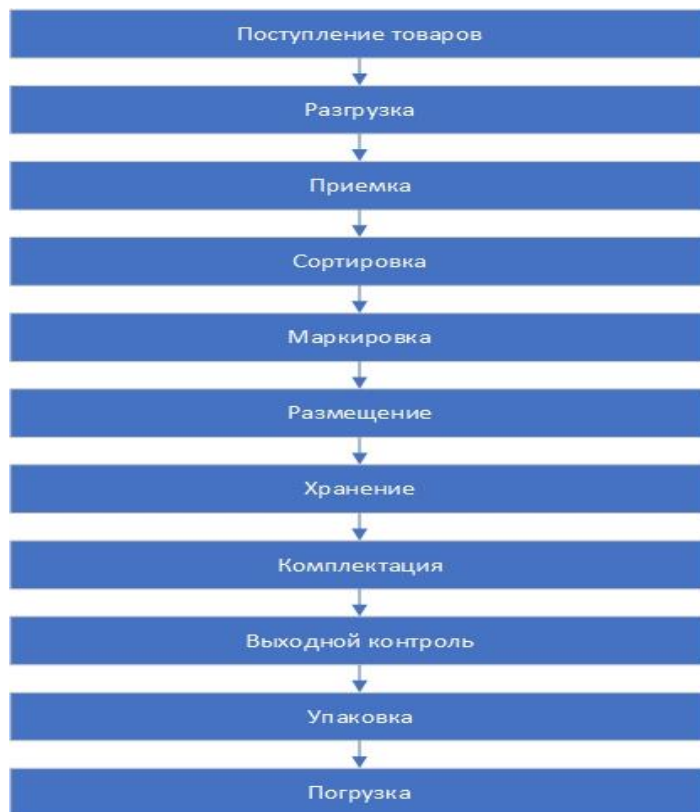 Поступление товаров
Разгрузка
Приемка
Сортировка
Маркировка
Размещение
Хранение
Комплектация
Выходной контроль
Упаковка
Погрузка